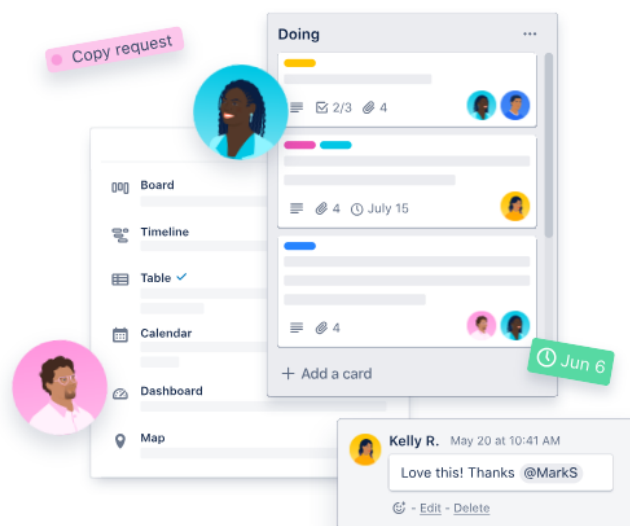 Copy request
Doing
2/3 4
4 July 15
4
+ Add a card
Board
Timeline
Table
Calendar
Dashboard
Map
Jun 6
Kelly R. May 20 at 10:41 AM
Love this! Thanks @MarkS
- Edit - Delete